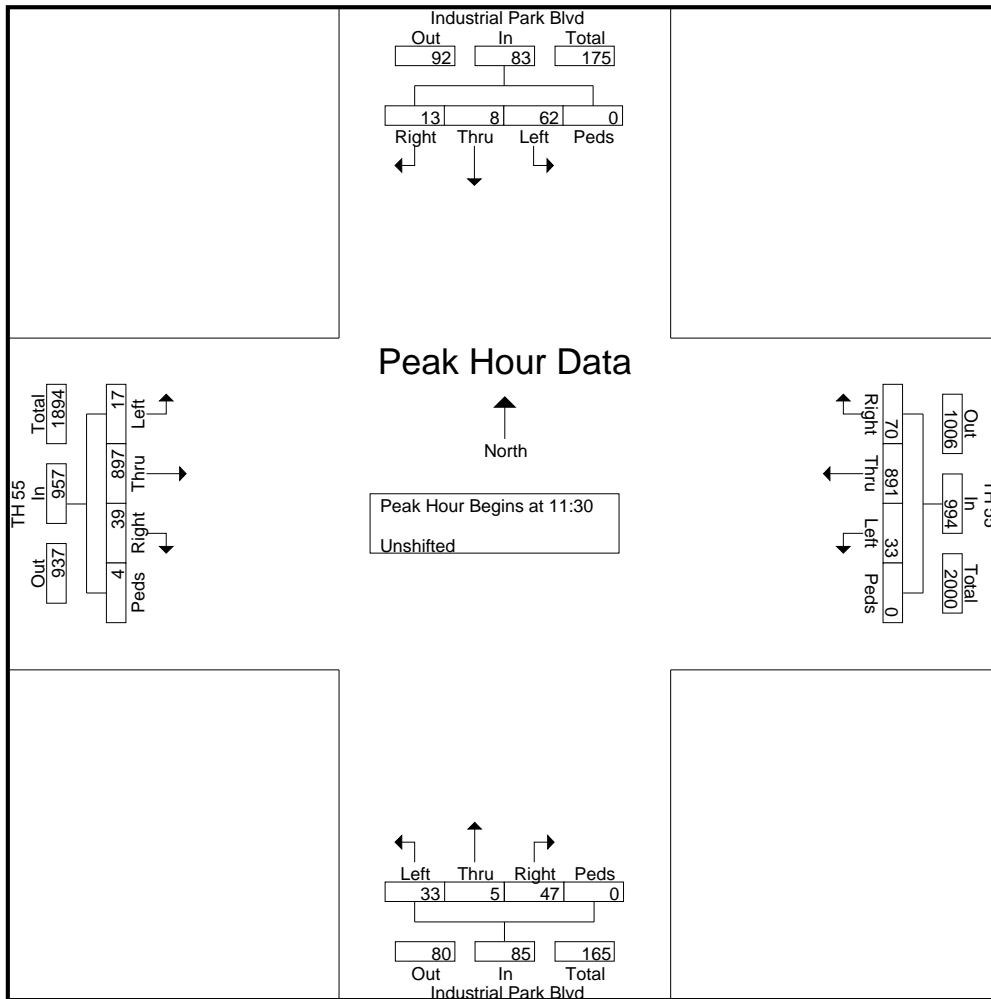 Industrial Park Blvd
Out In Total
92 83 175
13 8 62 0
Right Thru Left Peds
Peak Hour Data
North
Peak Hour Begins at 11:30
Unshifted
TH 55
Total In Out
1894 957 937
17 897 39 4
Left Thru Right Peds
TH 55
Out In Total
1006 994 2000
70 891 33 0
Right Thru Left Peds
Left Thru Right Peds
33 5 47 0
80 85 165
Out In Total
Industrial Park Blvd